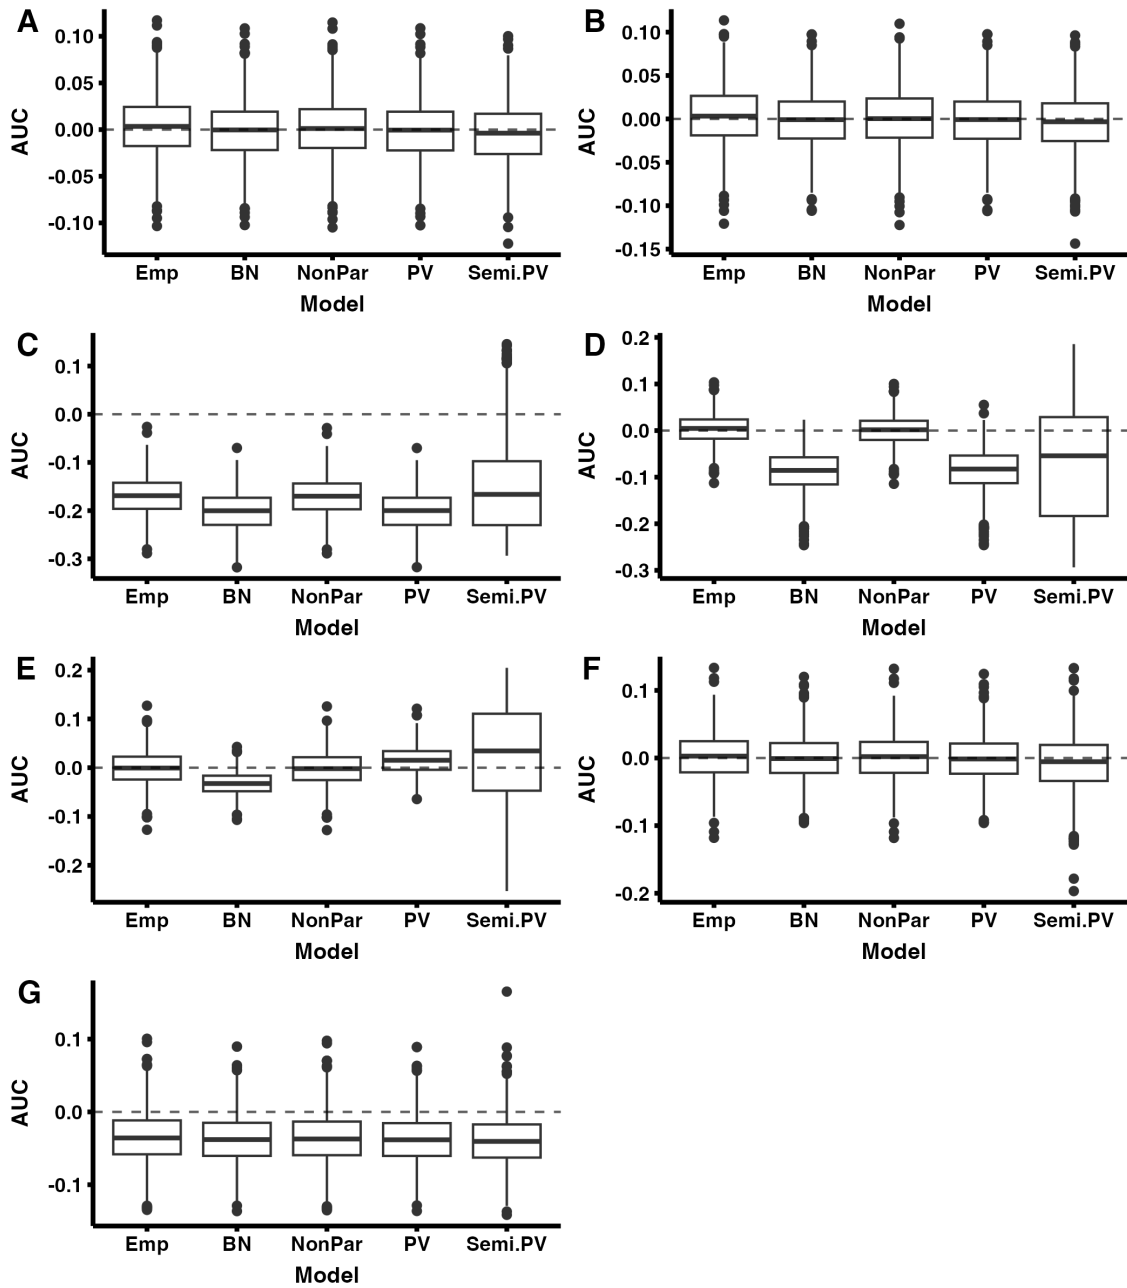 A
AUC
0.10
0.05
0.00
-0.05
-0.10
Emp BN NonPar PV Semi.PV
Model
B
AUC
0.10
0.05
0.00
-0.05
-0.10
-0.15
Emp BN NonPar PV Semi.PV
Model
C
AUC
0.1
0.0
-0.1
-0.2
-0.3
Emp BN NonPar PV Semi.PV
Model
D
AUC
0.2
0.1
0.0
-0.1
-0.2
-0.3
Emp BN NonPar PV Semi.PV
Model
E
AUC
0.2
0.1
0.0
-0.1
-0.2
Emp BN NonPar PV Semi.PV
Model
F
AUC
0.1
0.0
-0.1
-0.2
Emp BN NonPar PV Semi.PV
Model
G
AUC
0.1
0.0
-0.1
Emp BN NonPar PV Semi.PV
Model